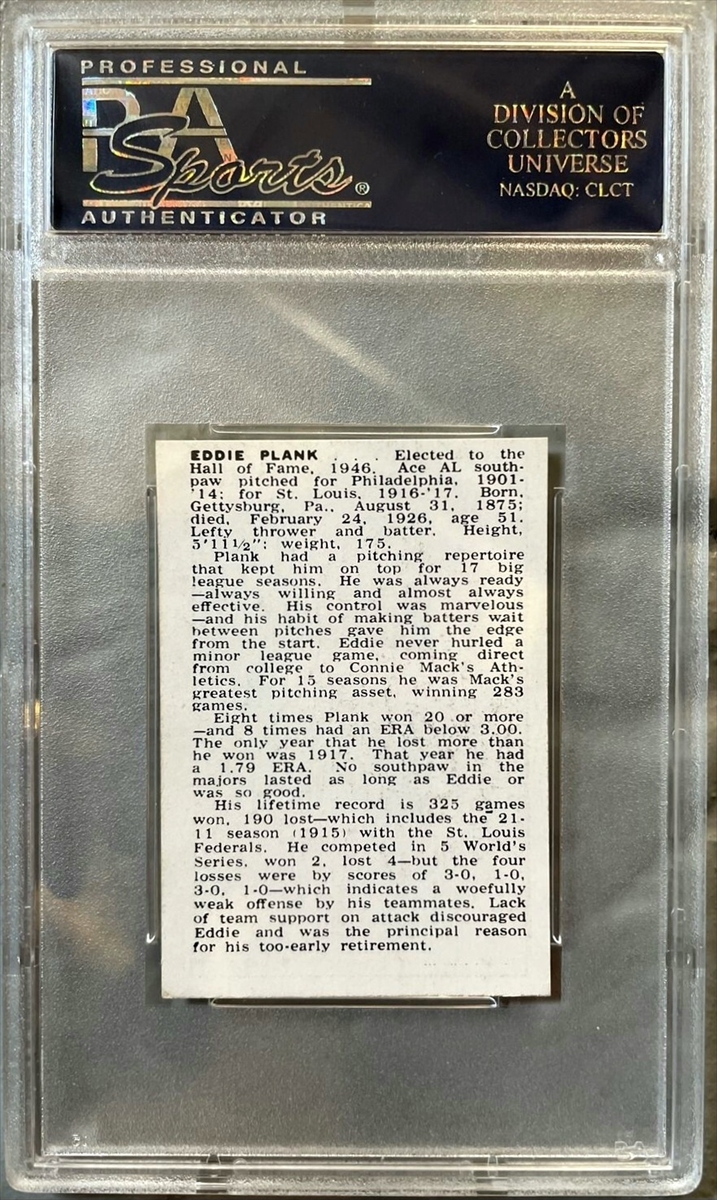 PROFESSIONAL
PSA
Sports®
AUTHENTICATOR
A
DIVISION OF
COLLECTORS
UNIVERSE
NASDAQ: CLCT
EDDIE PLANK . . . Elected to the
Hall of Fame, 1946. Ace AL south-
paw pitched for Philadelphia, 1901-
'14; for St. Louis, 1916-'17. Born,
Gettysburg, Pa., August 31, 1875;
died, February 24, 1926, age 51.
Lefty thrower and batter. Height,
5'11½"; weight, 175.
Plank had a pitching repertoire
that kept him on top for 17 big
league seasons. He was always ready
—always willing and almost always
effective. His control was marvelous
—and his habit of making batters wait
between pitches gave him the edge
from the start. Eddie never hurled a
minor league game, coming direct
from college to Connie Mack's Ath-
letics. For 15 seasons he was Mack's
greatest pitching asset, winning 283
games.
Eight times Plank won 20 or more
—and 8 times had an ERA below 3.00.
The only year that he lost more than
he won was 1917. That year he had
a 1.79 ERA. No southpaw in the
majors lasted as long as Eddie or
was so good.
His lifetime record is 325 games
won, 190 lost—which includes the 21-
11 season (1915) with the St. Louis
Federals. He competed in 5 World's
Series, won 2, lost 4—but the four
losses were by scores of 3-0, 1-0,
3-0, 1-0—which indicates a woefully
weak offense by his teammates. Lack
of team support on attack discouraged
Eddie and was the principal reason
for his too-early retirement.